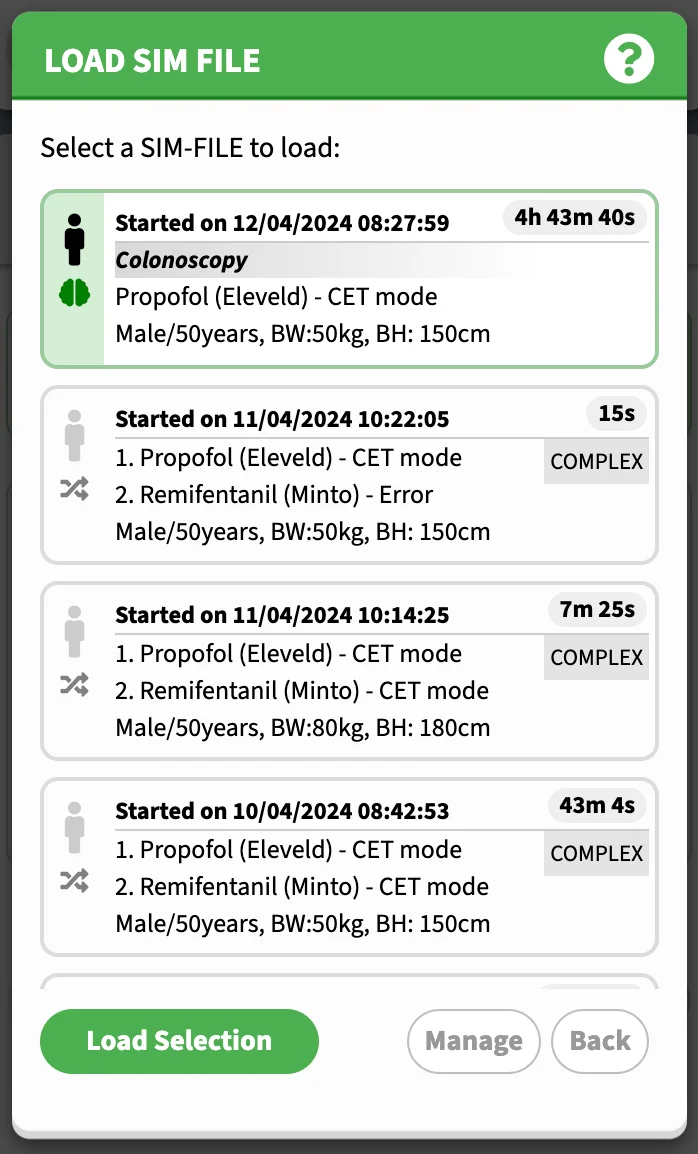 LOAD SIM FILE
?
Select a SIM-FILE to load:
Started on 12/04/2024 08:27:59 4h 43m 40s
Colonoscopy
Propofol (Eleveld) - CET mode
Male/50years, BW:50kg, BH: 150cm
Started on 11/04/2024 10:22:05 15s
1. Propofol (Eleveld) - CET mode COMPLEX
2. Remifentanil (Minto) - Error
Male/50years, BW:50kg, BH: 150cm
Started on 11/04/2024 10:14:25 7m 25s
1. Propofol (Eleveld) - CET mode COMPLEX
2. Remifentanil (Minto) - CET mode
Male/50years, BW:80kg, BH: 180cm
Started on 10/04/2024 08:42:53 43m 4s
1. Propofol (Eleveld) - CET mode COMPLEX
2. Remifentanil (Minto) - CET mode
Male/50years, BW:50kg, BH: 150cm
Load Selection Manage Back